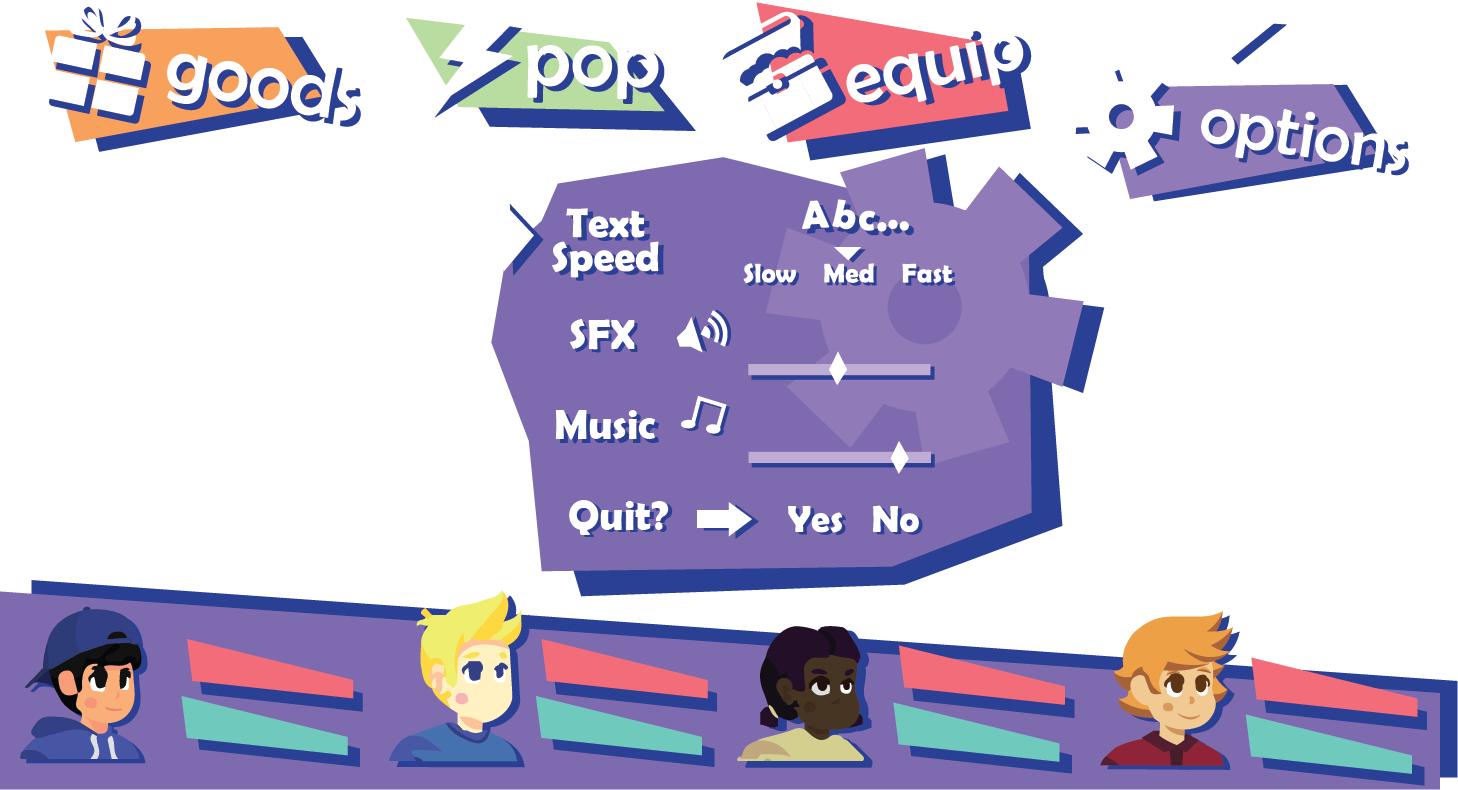 goods
pop
equip
options
Text
Speed
Abc...
Slow Med Fast
SFX
Music
Quit? Yes No